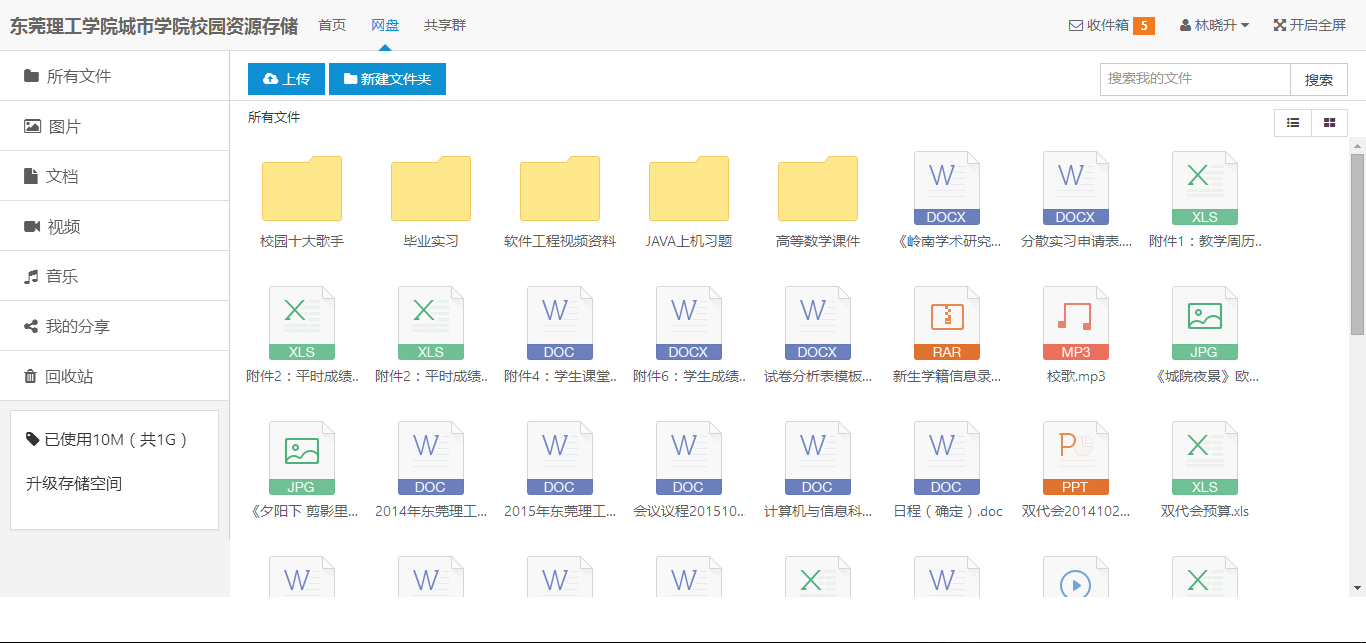 东莞理工学院城市学院校园资源存储 首页 网盘 共享群 收件箱 5 林晓升 开启全屏
所有文件
图片
文档
视频
音乐
我的分享
回收站
已使用10M（共1G）
升级存储空间
上传 新建文件夹 搜索我的文件 搜索
所有文件
校园十大歌手 毕业实习 软件工程视频资料 JAVA上机习题 高等数学课件 《岭南学术研究... 分散实习申请表.... 附件1：教学周历..
DOCX DOCX XLS
XLS XLS DOC DOCX DOCX RAR MP3 JPG
附件2：平时成绩.. 附件2：平时成绩.. 附件4：学生课堂.. 附件6：学生成绩.. 试卷分析表模板... 新生学籍信息录... 校歌.mp3 《城院夜景》欧...
JPG DOC DOC DOC DOC DOC PPT XLS
《夕阳下 剪影里... 2014年东莞理工... 2015年东莞理工... 会议议程201510.. 计算机与信息科... 日程（确定）.doc 双代会2014102... 双代会预算.xls